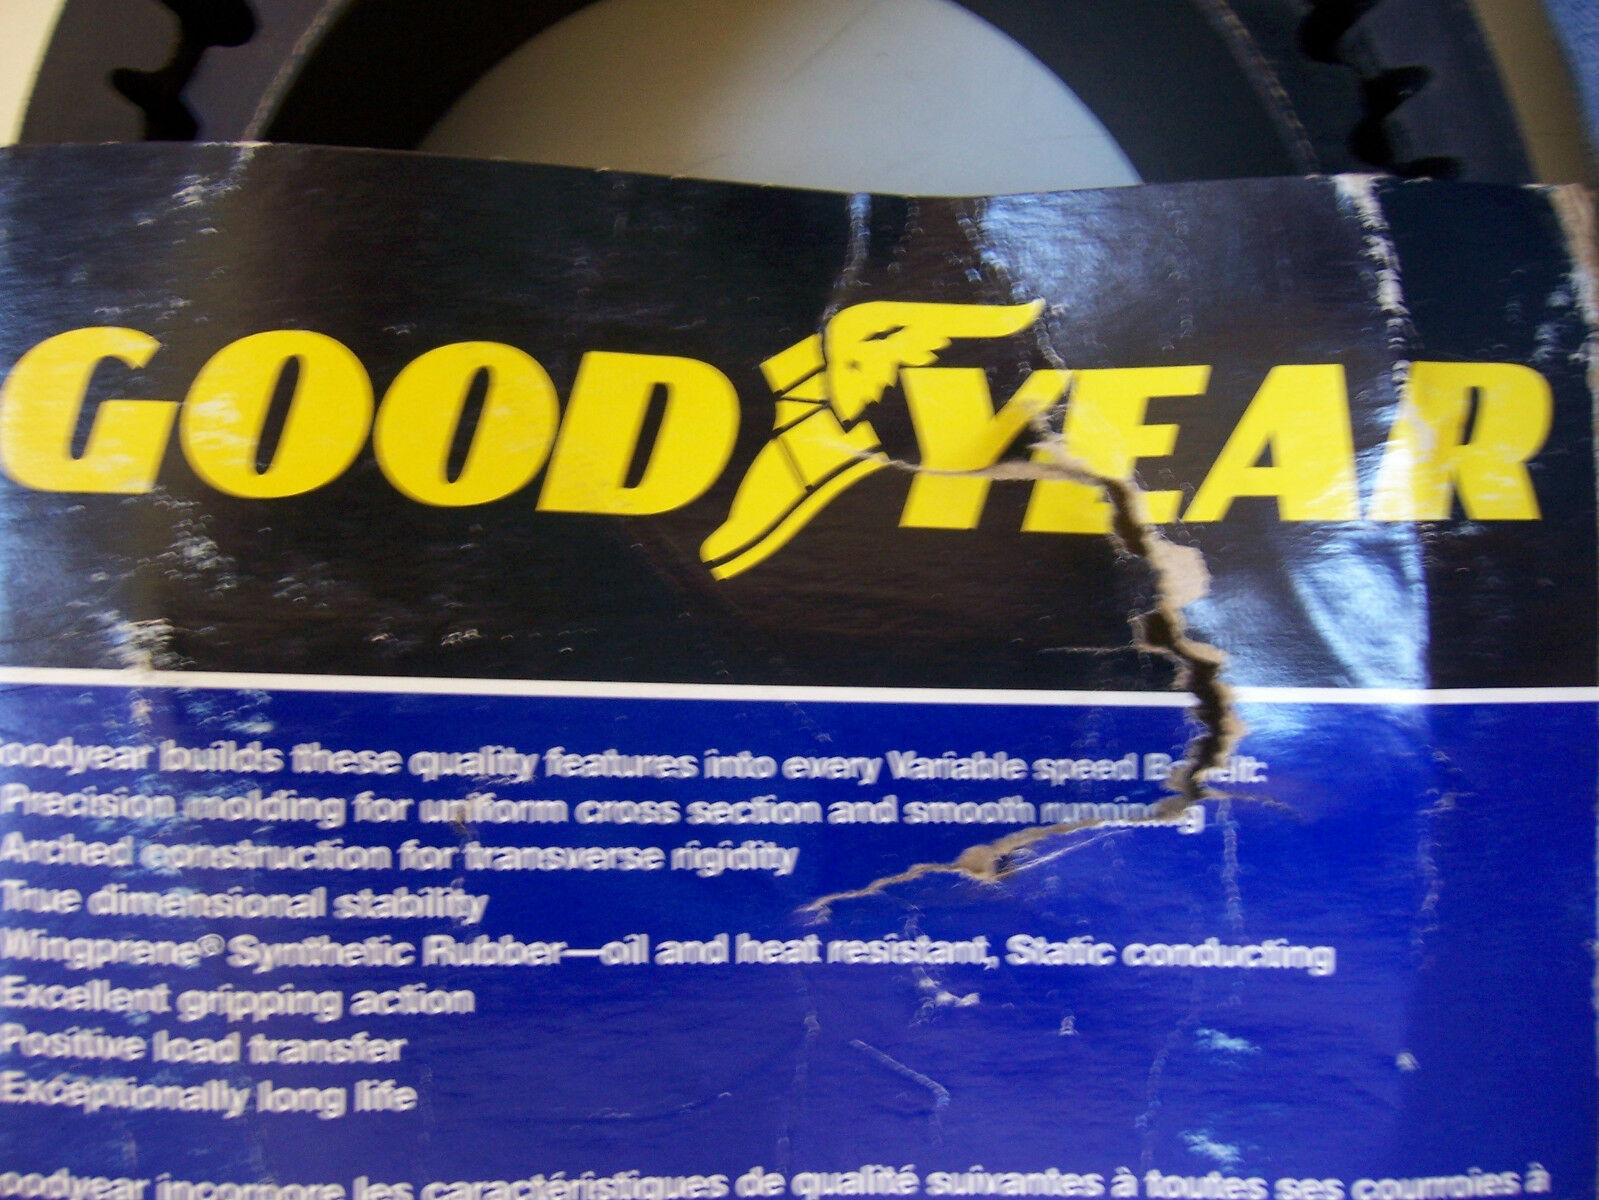 GOODYEAR
oodyear builds these quality features into every Variable speed B elt:
Precision molding for uniform cross section and smooth running
Arched construction for transverse rigidity
True dimensional stability
Wingprene® Synthetic Rubber—oil and heat resistant, Static conducting
Excellent gripping action
Positive load transfer
Exceptionally long life
oodyear incorpore les caractéristiques de qualité suivantes à toutes ses courroies à